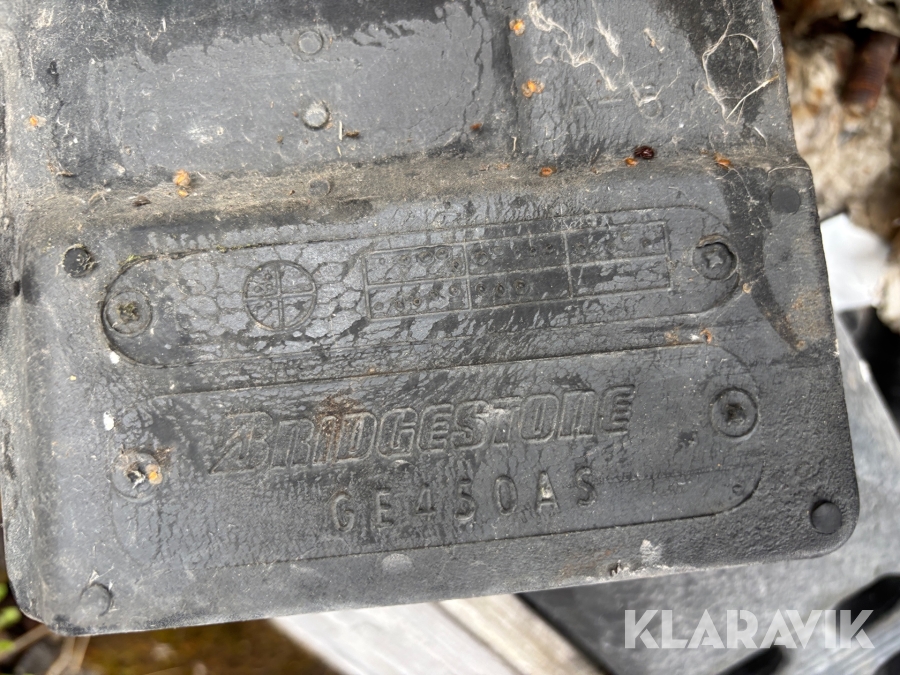 BRIDGESTONE
GE450AS
KLARAVIK